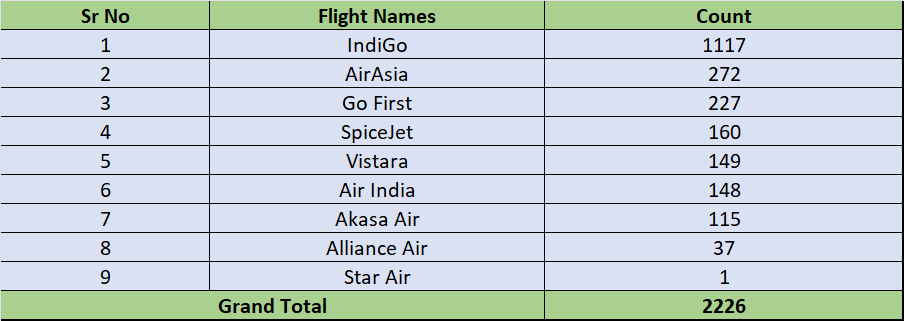 Sr No Flight Names Count
1 IndiGo 1117
2 AirAsia 272
3 Go First 227
4 SpiceJet 160
5 Vistara 149
6 Air India 148
7 Akasa Air 115
8 Alliance Air 37
9 Star Air 1
Grand Total 2226